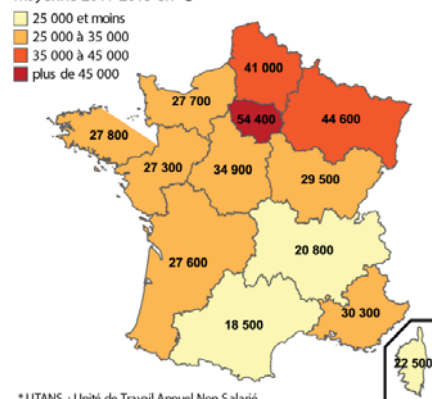 25 000 et moins
25 000 à 35 000
35 000 à 45 000
plus de 45 000
41 000
27 700
54 400
44 600
27 800
27 300
34 900
29 500
20 800
27 600
18 500
30 300
22 500
* UTANS : Unité de Travail Annuel Non Salarié